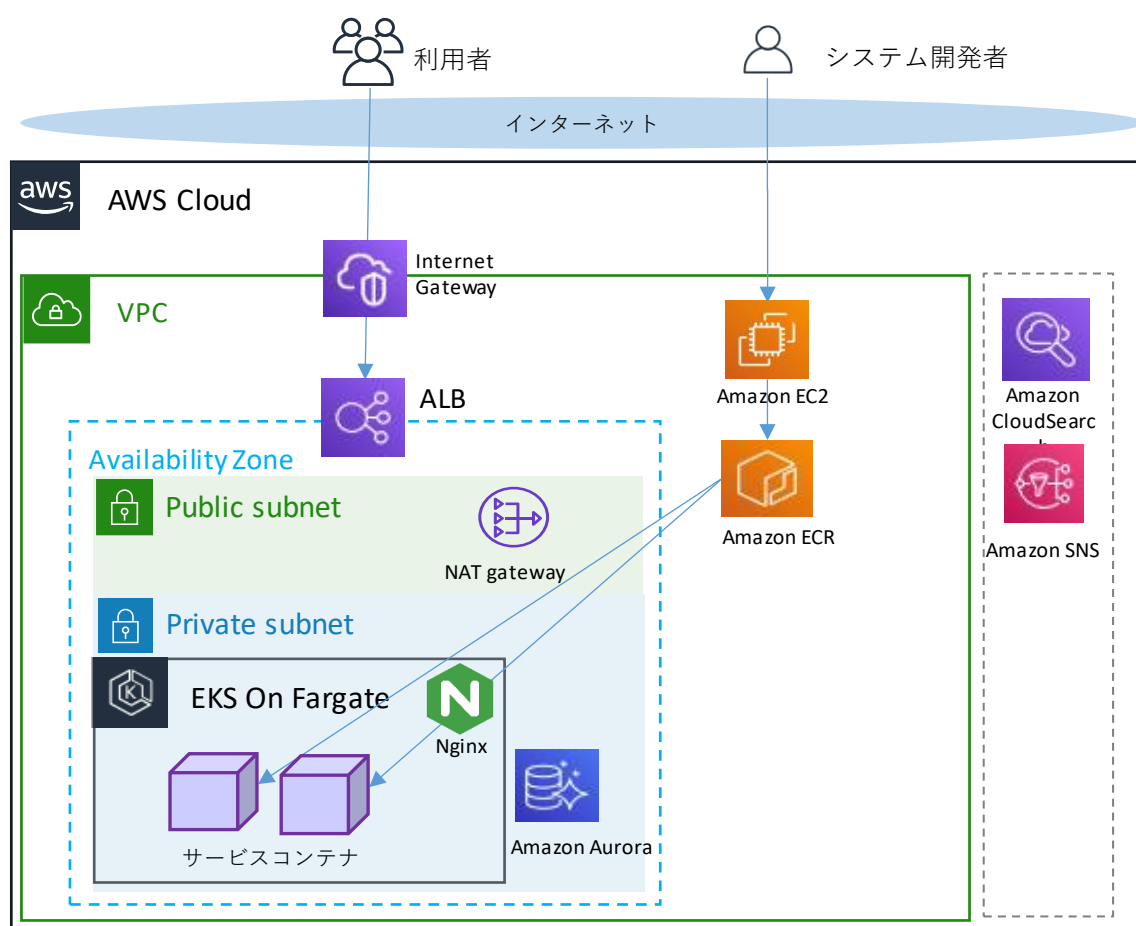 利用者
システム開発者
インターネット
aws
AWS Cloud
Internet
Gateway
VPC
ALB
Amazon EC2
Amazon
CloudSearc
h
Availability Zone
Public subnet
NAT gateway
Amazon ECR
Amazon SNS
Private subnet
EKS On Fargate
Nginx
サービスコンテナ
Amazon Aurora